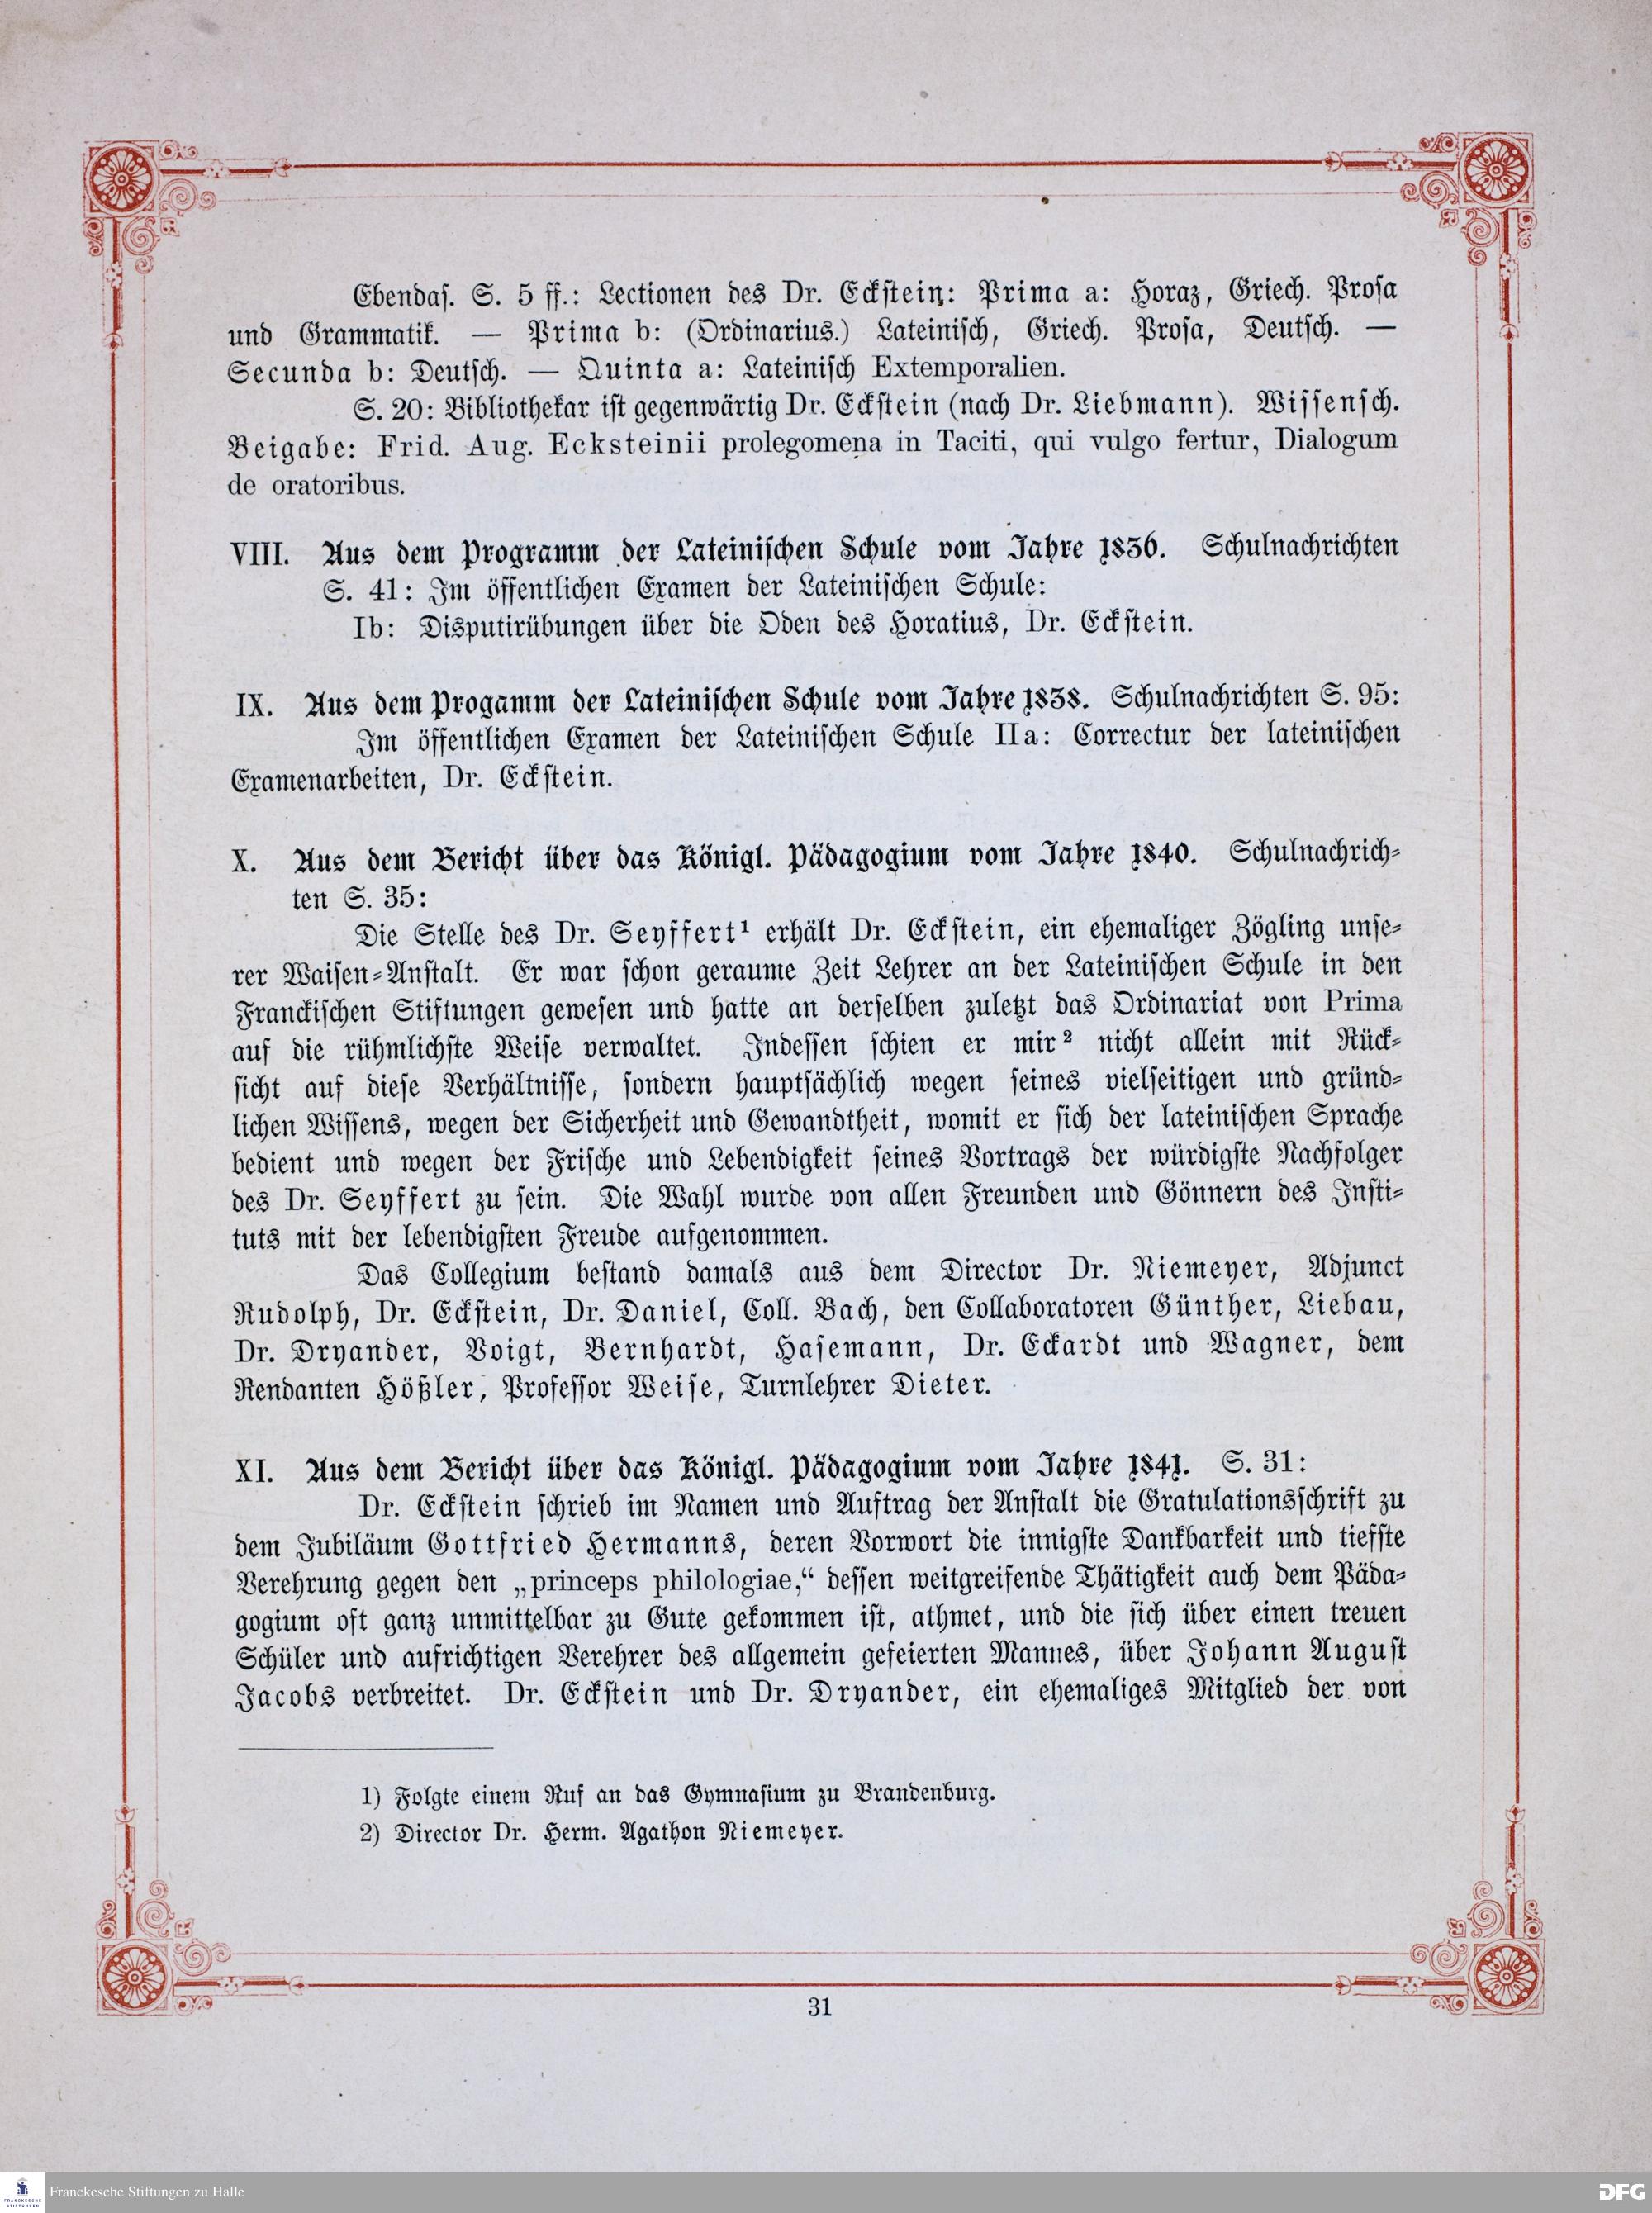 Ebendas. S. 5 ff.: Lectionen des Dr. Eckstein: Prima a: Horaz, Griech. Prosa
und Grammatik. — Prima b: (Ordinarius.) Lateinisch, Griech. Prosa, Deutsch. —
Secunda b: Deutsch. — Quinta a: Lateinisch Extemporalien.
S. 20: Bibliothekar ist gegenwärtig Dr. Eckstein (nach Dr. Liebmann). Wissensch.
Beigabe: Frid. Aug. Ecksteinii prolegomena in Taciti, qui vulgo fertur, Dialogum
de oratoribus.
VIII. Aus dem Programm der Lateinischen Schule vom Jahre 1836. Schulnachrichten
S. 41: Im öffentlichen Examen der Lateinischen Schule:
Ib: Disputirübungen über die Oden des Horatius, Dr. Eckstein.
IX. Aus dem Progamm der Lateinischen Schule vom Jahre 1838. Schulnachrichten S. 95:
Im öffentlichen Examen der Lateinischen Schule IIa: Correctur der lateinischen
Examenarbeiten, Dr. Eckstein.
X. Aus dem Bericht über das Königl. Pädagogium vom Jahre 1840. Schulnachrich-
ten S. 35:
Die Stelle des Dr. Seyffert¹ erhält Dr. Eckstein, ein ehemaliger Zögling unse-
rer Waisen-Anstalt. Er war schon geraume Zeit Lehrer an der Lateinischen Schule in den
Franckischen Stiftungen gewesen und hatte an derselben zuletzt das Ordinariat von Prima
auf die rühmlichste Weise verwaltet. Indessen schien er mir² nicht allein mit Rück-
sicht auf diese Verhältnisse, sondern hauptsächlich wegen seines vielseitigen und gründ-
lichen Wissens, wegen der Sicherheit und Gewandtheit, womit er sich der lateinischen Sprache
bedient und wegen der Frische und Lebendigkeit seines Vortrags der würdigste Nachfolger
des Dr. Seyffert zu sein. Die Wahl wurde von allen Freunden und Gönnern des Insti-
tuts mit der lebendigsten Freude aufgenommen.
Das Collegium bestand damals aus dem Director Dr. Niemeyer, Adjunct
Rudolph, Dr. Eckstein, Dr. Daniel, Coll. Bach, den Collaboratoren Günther, Liebau,
Dr. Dryander, Voigt, Bernhardt, Hasemann, Dr. Eckardt und Wagner, dem
Rendanten Hößler, Professor Weise, Turnlehrer Dieter.
XI. Aus dem Bericht über das Königl. Pädagogium vom Jahre 1841. S. 31:
Dr. Eckstein schrieb im Namen und Auftrag der Anstalt die Gratulationsschrift zu
dem Jubiläum Gottfried Hermanns, deren Vorwort die innigste Dankbarkeit und tiefste
Verehrung gegen den „princeps philologiae,“ dessen weitgreifende Thätigkeit auch dem Päda-
gogium oft ganz unmittelbar zu Gute gekommen ist, athmet, und die sich über einen treuen
Schüler und aufrichtigen Verehrer des allgemein gefeierten Mannes, über Johann August
Jacobs verbreitet. Dr. Eckstein und Dr. Dryander, ein ehemaliges Mitglied der von
1) Folgte einem Ruf an das Gymnasium zu Brandenburg.
2) Director Dr. Herm. Agathon Niemeyer.
31
FRANCKESCHE
STIFTUNGEN
Franckesche Stiftungen zu Halle
DFG